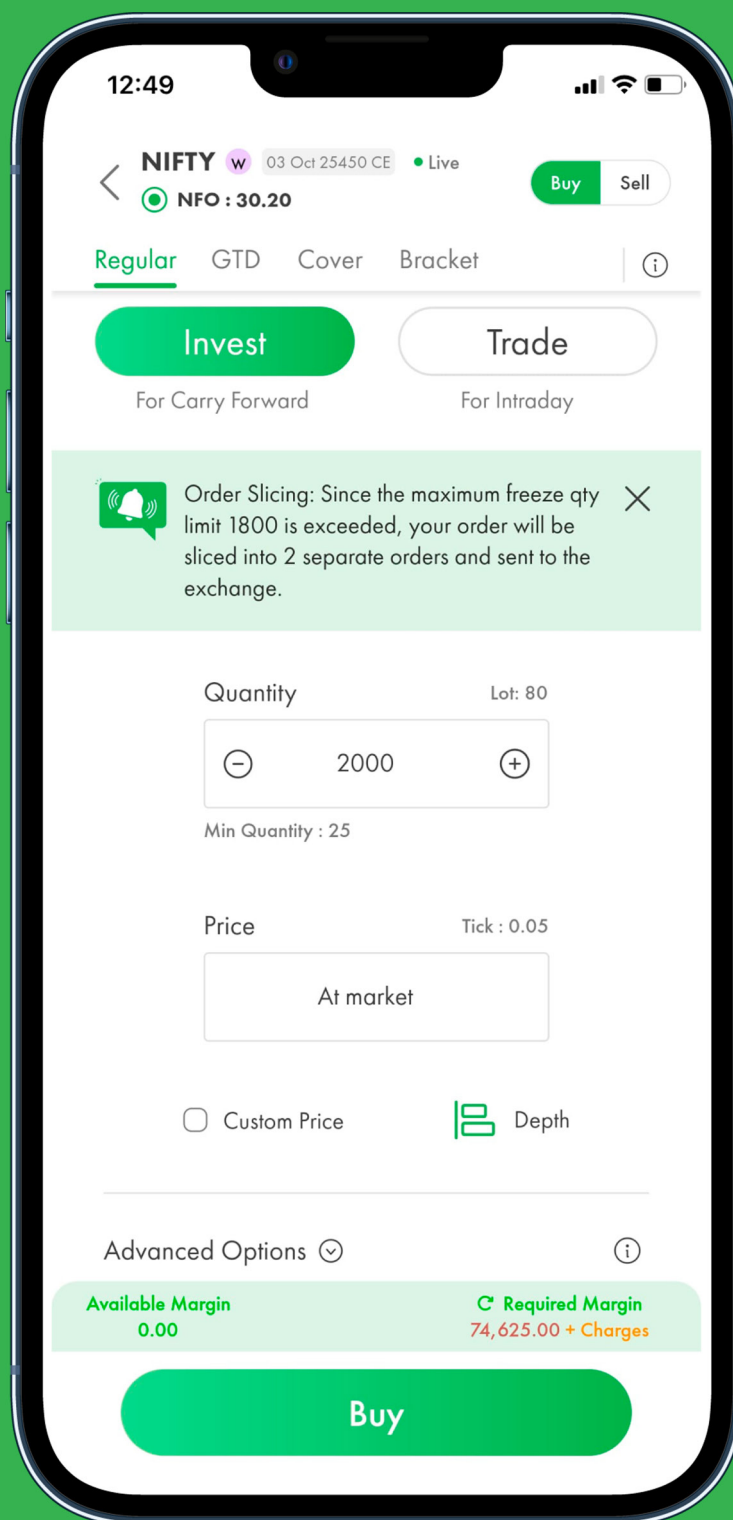 12:49
NIFTY W 03 Oct 25450 CE Live
NFO : 30.20
Buy Sell
Regular GTD Cover Bracket
Invest Trade
For Carry Forward For Intraday
Order Slicing: Since the maximum freeze qty
limit 1800 is exceeded, your order will be
sliced into 2 separate orders and sent to the
exchange.
Quantity Lot: 80
2000
Min Quantity : 25
Price Tick : 0.05
At market
Custom Price Depth
Advanced Options
Available Margin Required Margin
0.00 74,625.00 + Charges
Buy